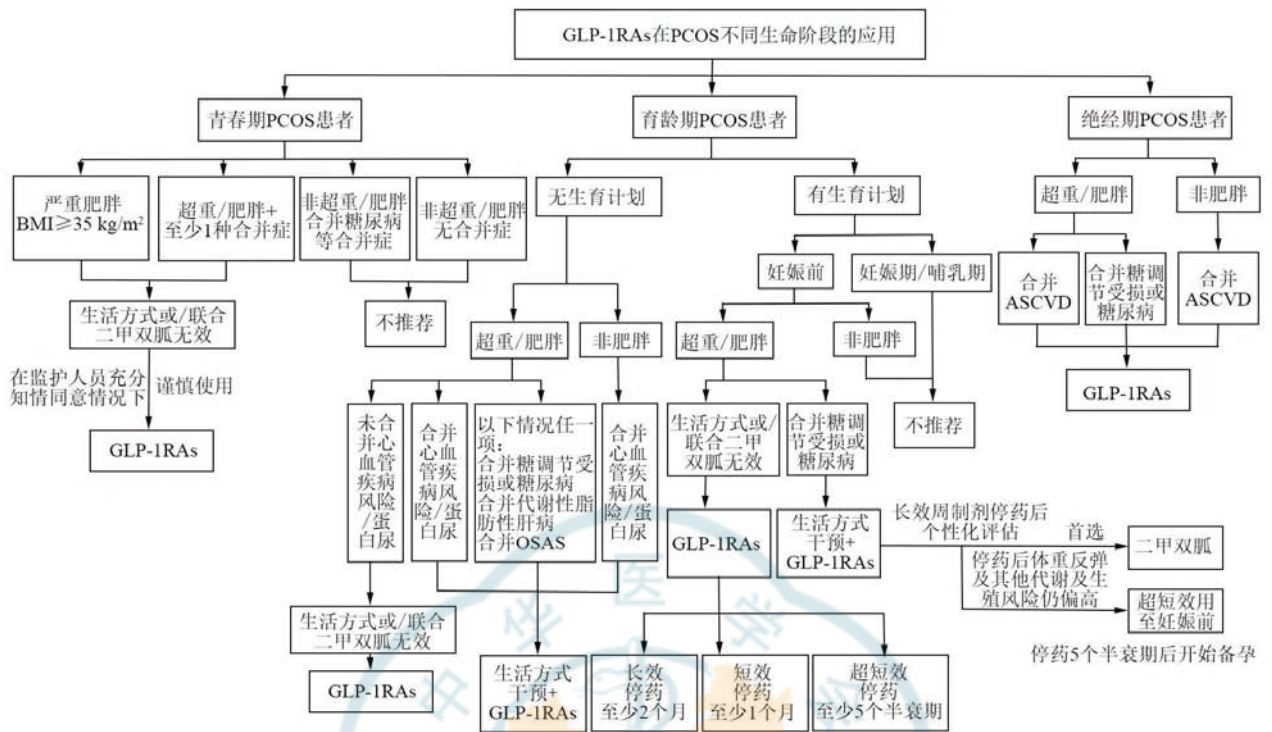 GLP-1RAs在PCOS不同生命阶段的应用
青春期PCOS患者
育龄期PCOS患者
绝经期PCOS患者
严重肥胖
BMI≥35 kg/m²
超重/肥胖+
至少1种合并症
非超重/肥胖
合并糖尿病
等合并症
非超重/肥胖
无合并症
无生育计划
有生育计划
超重/肥胖
非肥胖
生活方式或/联合
二甲双胍无效
不推荐
在监护人员充分
知情同意情况下
谨慎使用
GLP-1RAs
妊娠前
妊娠期/哺乳期
合并
ASCVD
合并糖调
节受损或
糖尿病
合并
ASCVD
GLP-1RAs
超重/肥胖
非肥胖
超重/肥胖
非肥胖
不推荐
未合
并心
血管
疾病
风险
/蛋
白尿
合并
心血
管疾
病风
险/蛋
白尿
以下情况任一
项：
合并糖调节受
损或糖尿病
合并代谢性脂
肪性肝病
合并OSAS
合并
心血
管疾
病风
险/蛋
白尿
生活方式或/
联合二甲
双胍无效
合并糖调
节受损或
糖尿病
GLP-1RAs
生活方式
干预+
GLP-1RAs
长效周制剂停药后
个性化评估
首选
二甲双胍
停药后体重反弹
及其他代谢及生
殖风险仍偏高
超短效用
至妊娠前
停药5个半衰期后开始备孕
生活方式或/联合
二甲双胍无效
GLP-1RAs
生活方式
干预+
GLP-1RAs
长效
停药
至少2个月
短效
停药
至少1个月
超短效
停药
至少5个半衰期
中华医学会